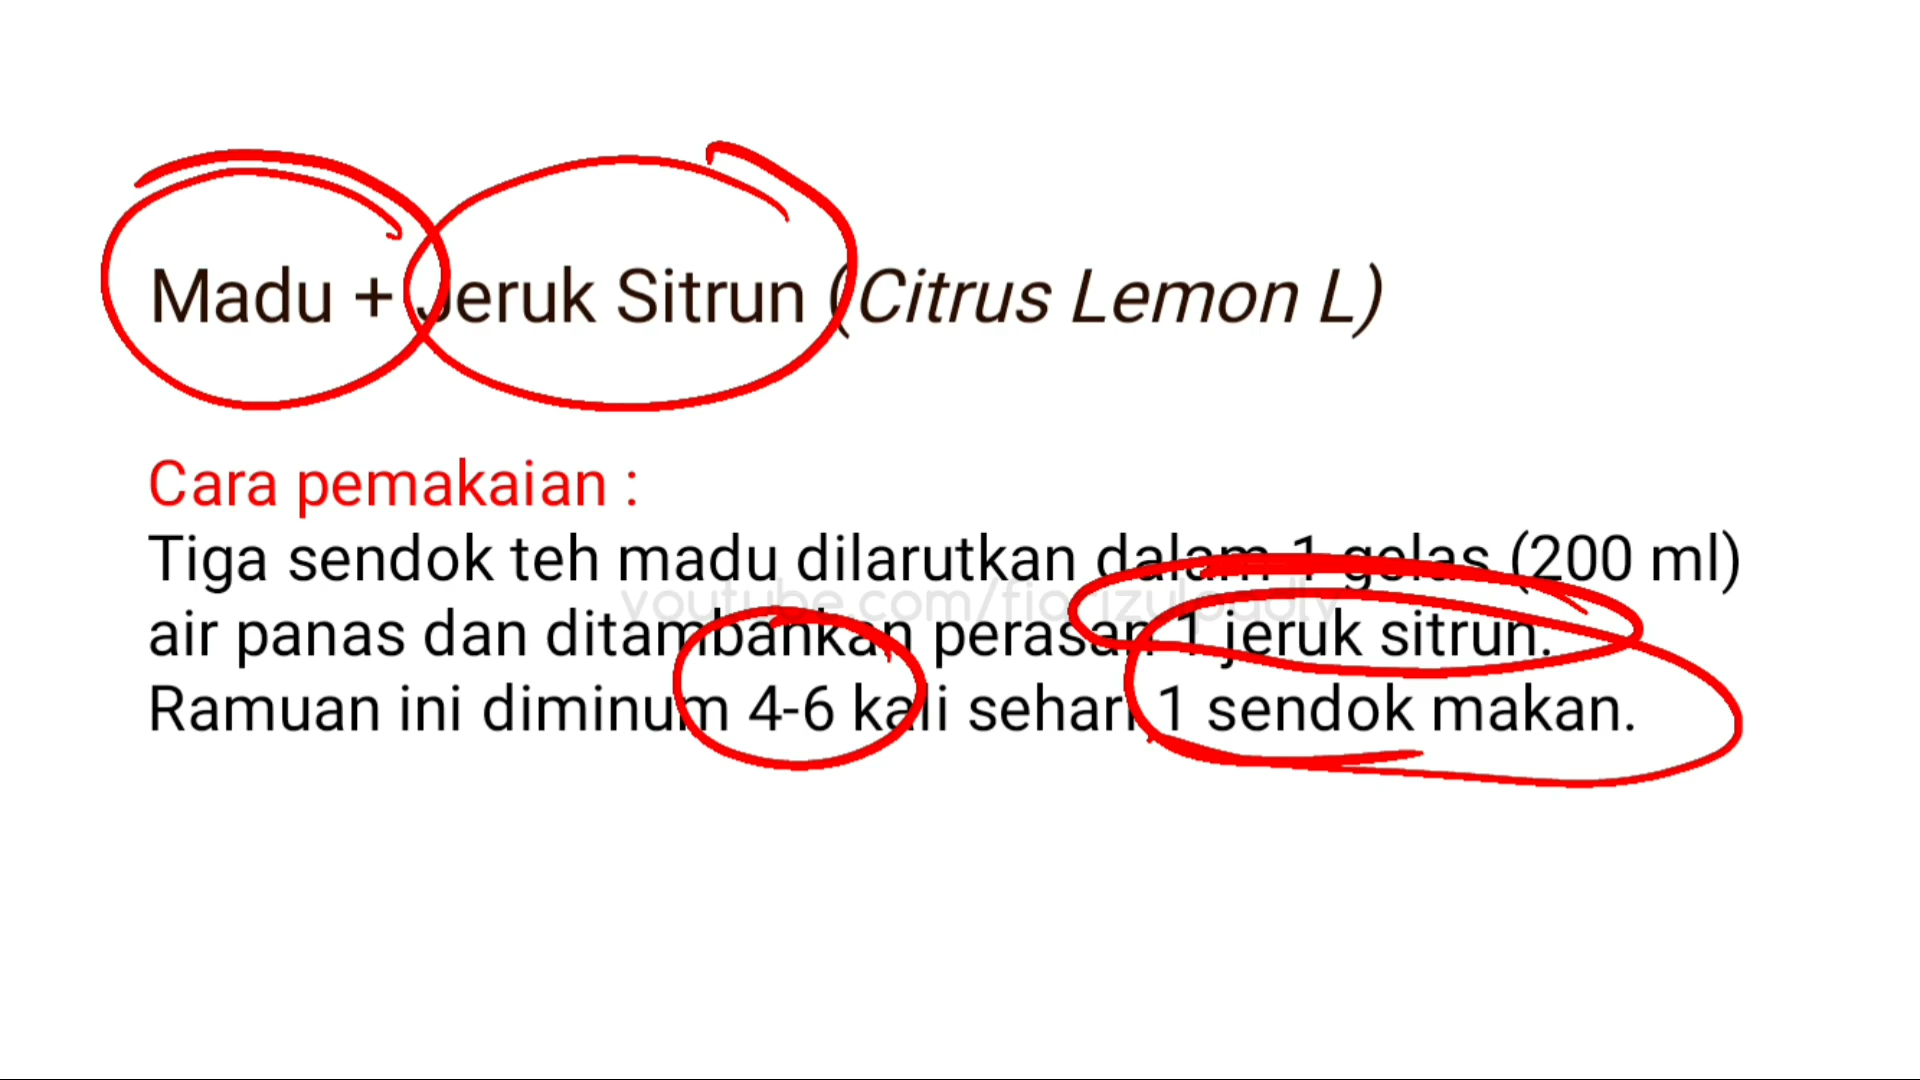 Madu + Jeruk Sitrun (Citrus Lemon L)
Cara pemakaian :
Tiga sendok teh madu dilarutkan dalam 1 gelas (200 ml)
air panas dan ditambahkan perasan 1 jeruk sitrun.
Ramuan ini diminum 4-6 kali sehari 1 sendok makan.